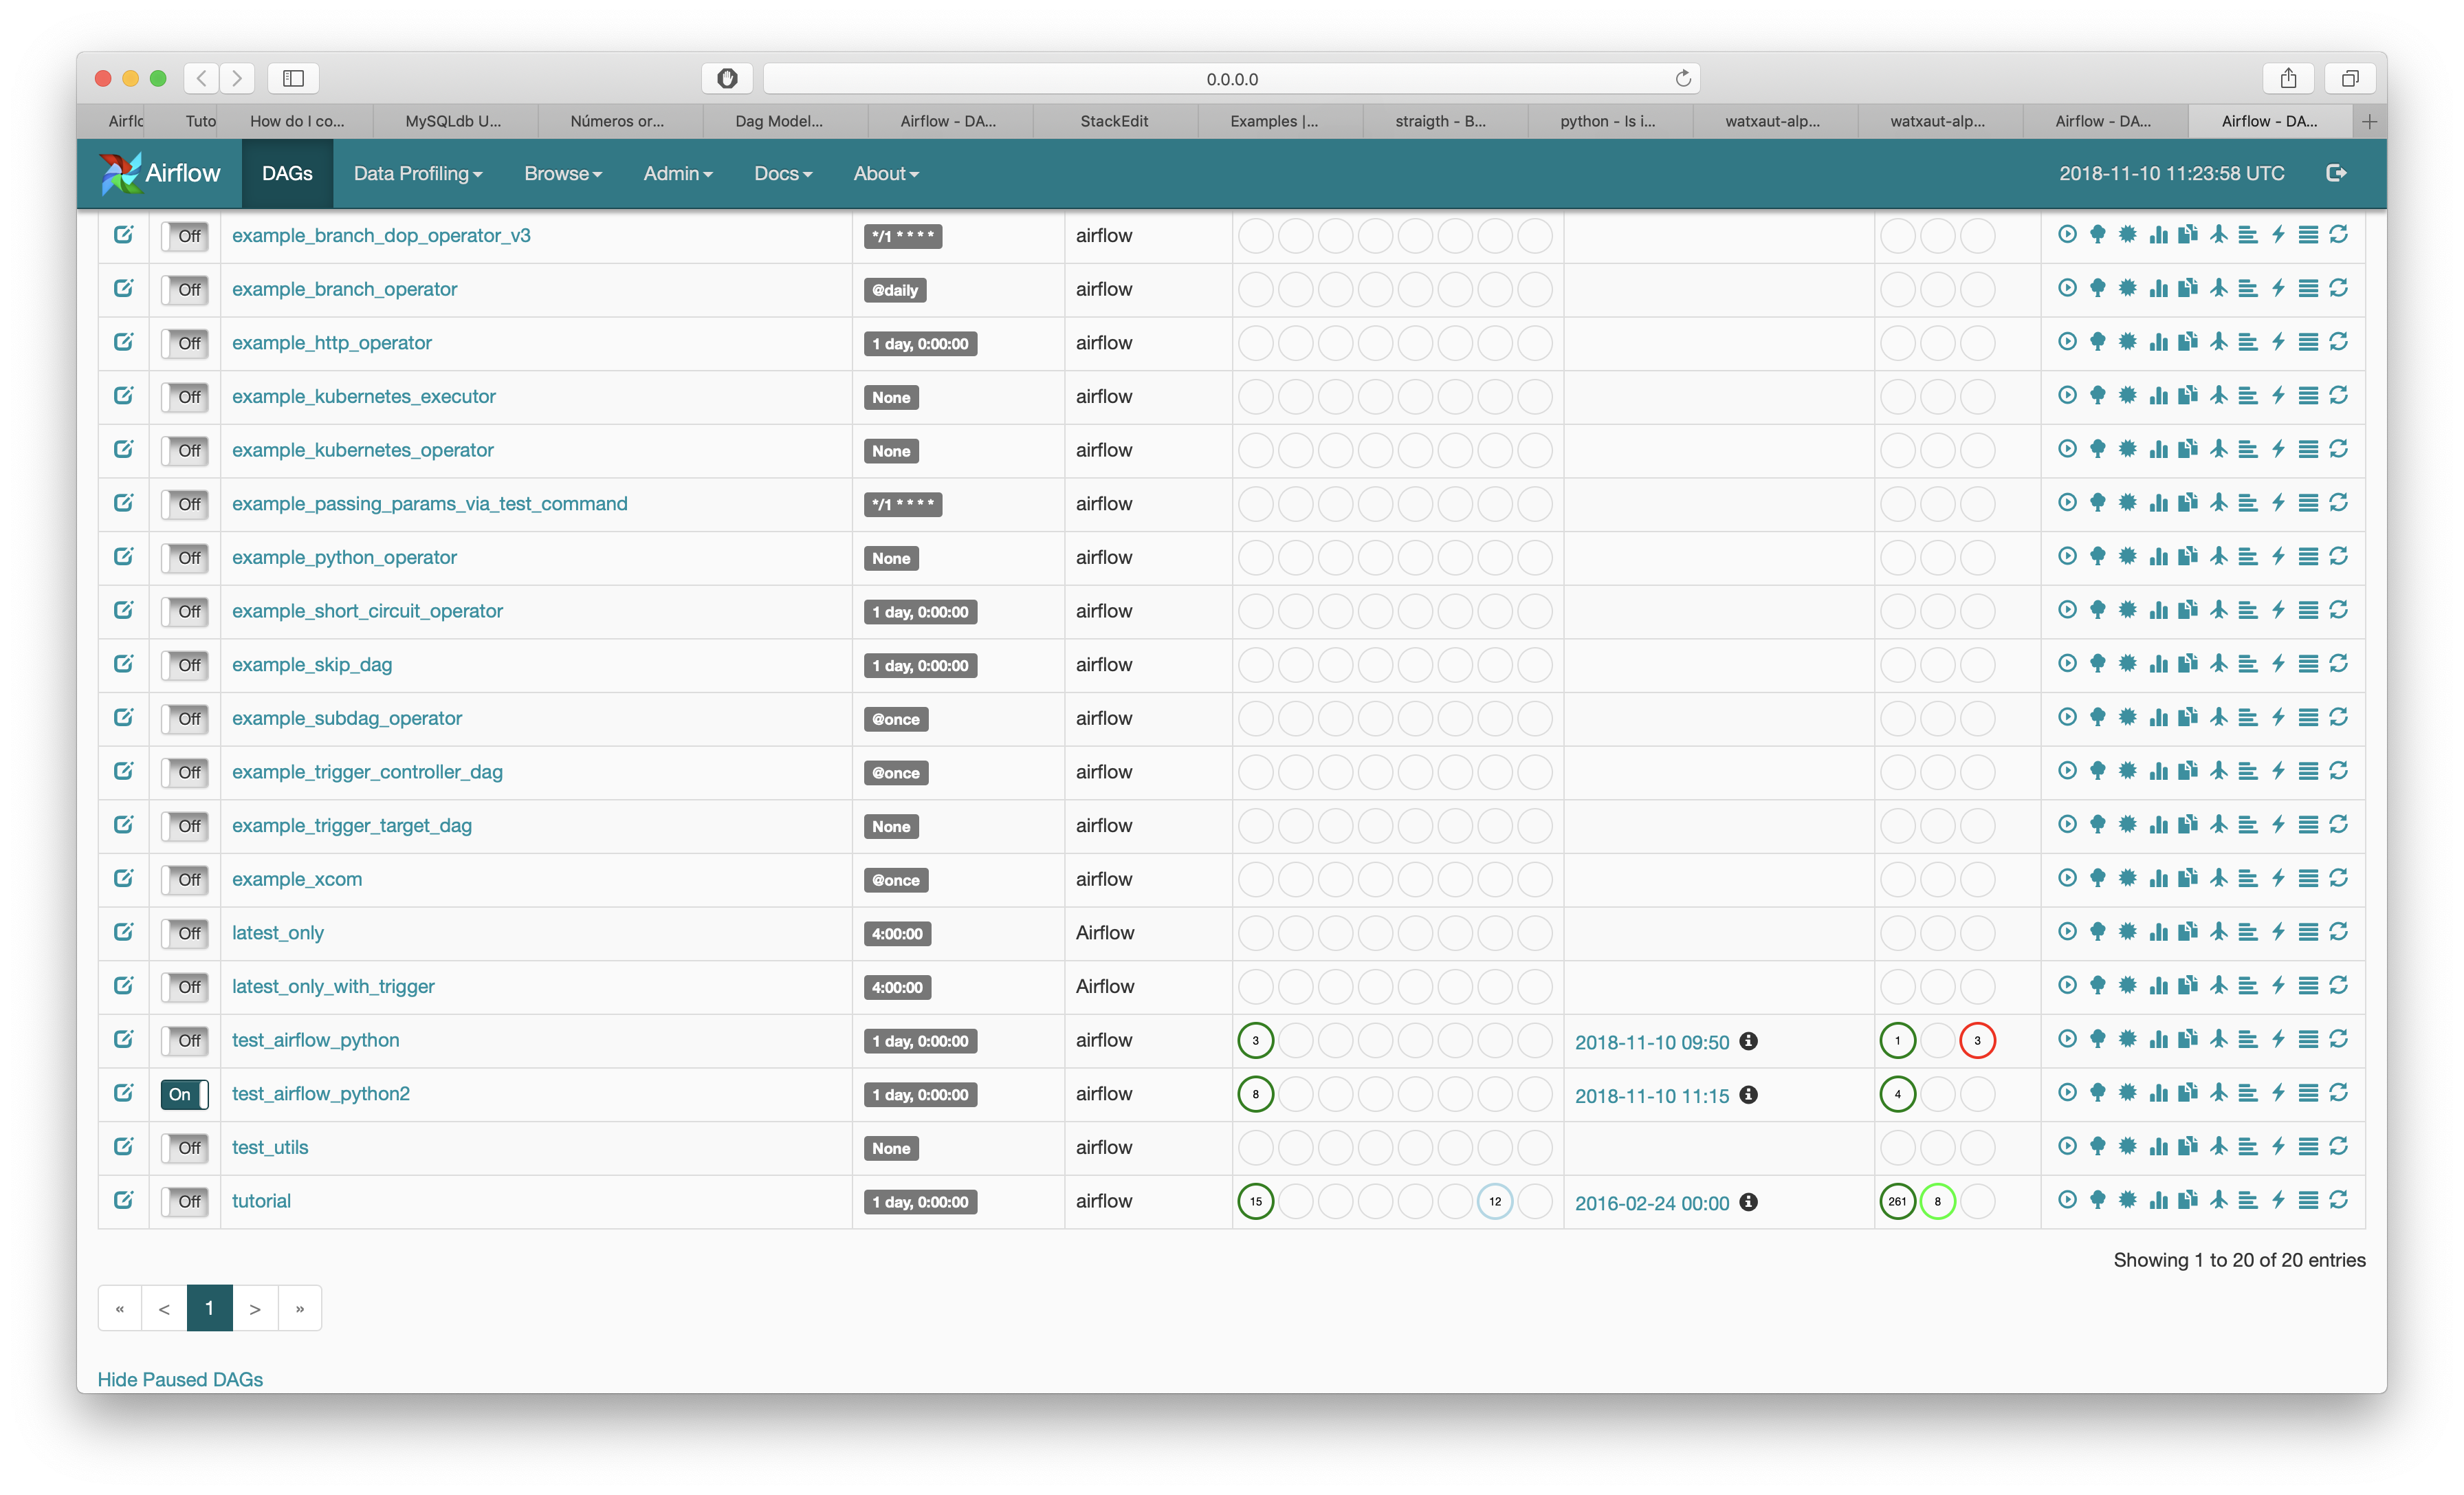 0.0.0.0
Airflo Tuto How do I co... MySQLdb U... Números or... Dag Model... Airflow - DA... StackEdit Examples |... straigth - B... python - Is i... watxaut-alp... watxaut-alp... Airflow - DA... Airflow - DA... +
Airflow DAGs Data Profiling Browse Admin Docs About 2018-11-10 11:23:58 UTC
Off example_branch_dop_operator_v3 */1 * * * * airflow
Off example_branch_operator @daily airflow
Off example_http_operator 1 day, 0:00:00 airflow
Off example_kubernetes_executor None airflow
Off example_kubernetes_operator None airflow
Off example_passing_params_via_test_command */1 * * * * airflow
Off example_python_operator None airflow
Off example_short_circuit_operator 1 day, 0:00:00 airflow
Off example_skip_dag 1 day, 0:00:00 airflow
Off example_subdag_operator @once airflow
Off example_trigger_controller_dag @once airflow
Off example_trigger_target_dag None airflow
Off example_xcom @once airflow
Off latest_only 4:00:00 Airflow
Off latest_only_with_trigger 4:00:00 Airflow
Off test_airflow_python 1 day, 0:00:00 airflow 3 2018-11-10 09:50 1 3
On test_airflow_python2 1 day, 0:00:00 airflow 8 2018-11-10 11:15 4
Off test_utils None airflow
Off tutorial 1 day, 0:00:00 airflow 15 12 2016-02-24 00:00 261 8
Showing 1 to 20 of 20 entries
« < 1 > »
Hide Paused DAGs